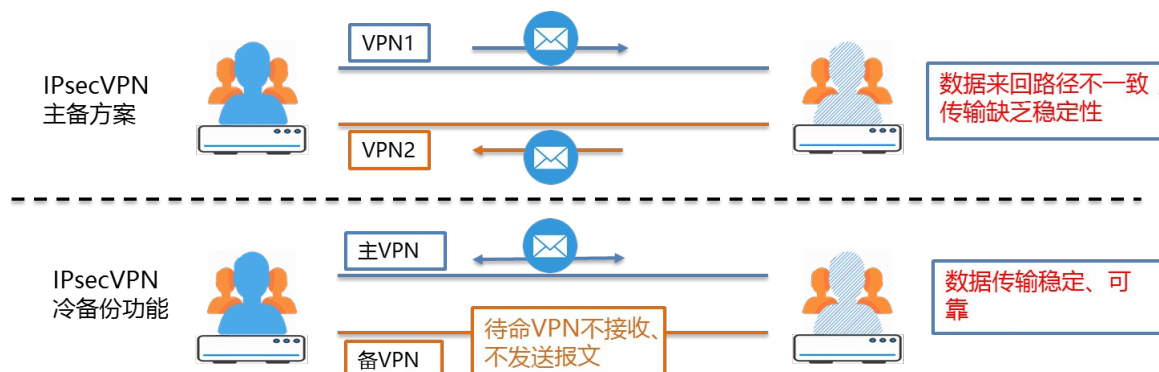 VPN1
IPsecVPN
主备方案
数据来回路径不一致,
传输缺乏稳定性
VPN2
主VPN
IPsecVPN
冷备份功能
数据传输稳定、可
靠
待命VPN不接收、
不发送报文
备VPN